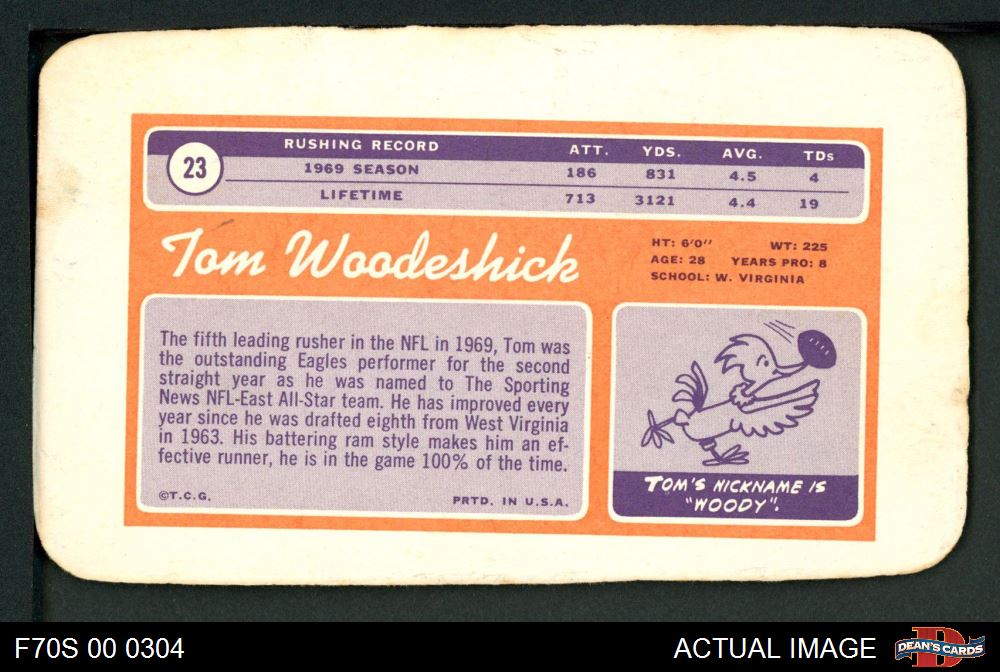 23
RUSHING RECORD ATT. YDS. AVG. TDs
1969 SEASON 186 831 4.5 4
LIFETIME 713 3121 4.4 19
Tom Woodeshick
HT: 6'0'' WT: 225
AGE: 28 YEARS PRO: 8
SCHOOL: W. VIRGINIA
The fifth leading rusher in the NFL in 1969, Tom was
the outstanding Eagles performer for the second
straight year as he was named to The Sporting
News NFL-East All-Star team. He has improved every
year since he was drafted eighth from West Virginia
in 1963. His battering ram style makes him an ef-
fective runner, he is in the game 100% of the time.
©T.C.G. PRTD. IN U.S.A.
TOM'S NICKNAME IS
"WOODY".
F70S 00 0304 ACTUAL IMAGE
D
DEAN'S CARDS